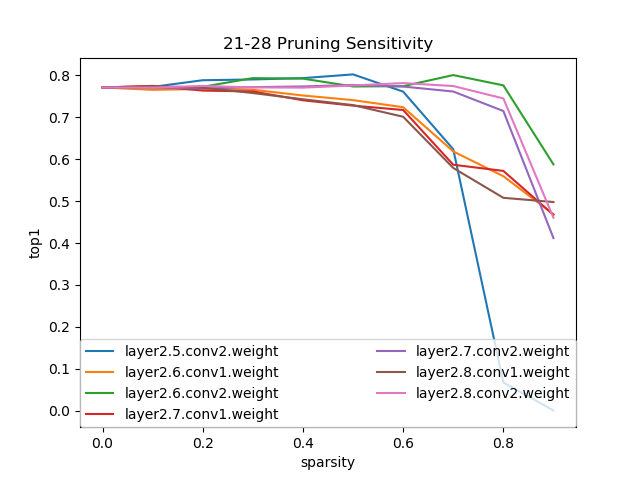 21-28 Pruning Sensitivity
0.8
0.7
0.6
0.5
0.4
0.3
0.2
0.1
0.0
top1
layer2.5.conv2.weight
layer2.6.conv1.weight
layer2.6.conv2.weight
layer2.7.conv1.weight
layer2.7.conv2.weight
layer2.8.conv1.weight
layer2.8.conv2.weight
0.0 0.2 0.4 0.6 0.8
sparsity